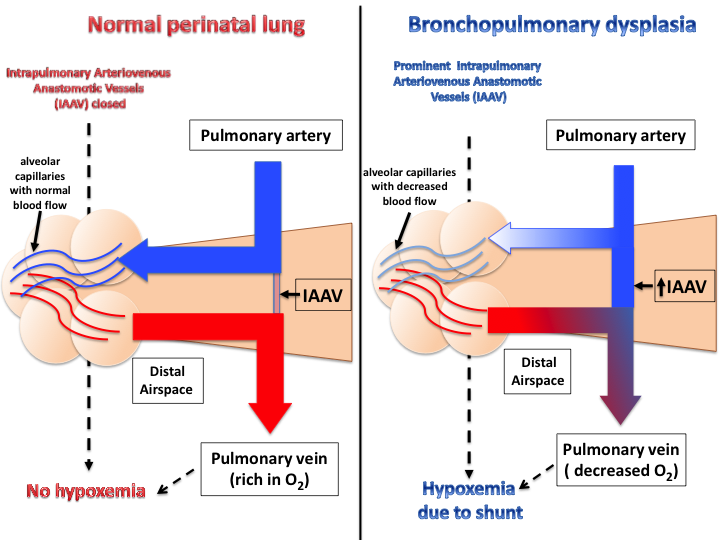 Normal perinatal lung
Intrapulmonary Arteriovenous
Anastomotic Vessels
(IAAV) closed
Pulmonary artery
alveolar
capillaries
with normal
blood flow
IAAV
Distal
Airspace
Pulmonary vein
(rich in O2)
No hypoxemia
Bronchopulmonary dysplasia
Prominent Intrapulmonary
Arteriovenous Anastomotic
Vessels (IAAV)
Pulmonary artery
alveolar capillaries
with decreased
blood flow
IAAV
Distal
Airspace
Pulmonary vein
( decreased O2)
Hypoxemia
due to shunt